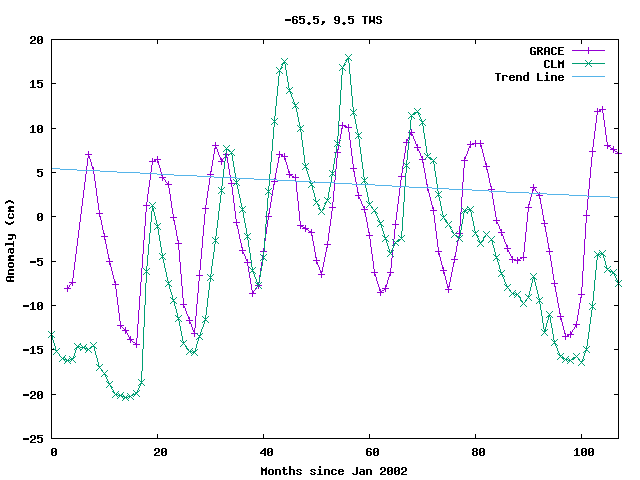 -65.5, 9.5 TWS
GRACE
CLM
Trend Line
20
15
10
5
0
-5
-10
-15
-20
-25
Anomaly (cm)
0 20 40 60 80 100
Months since Jan 2002